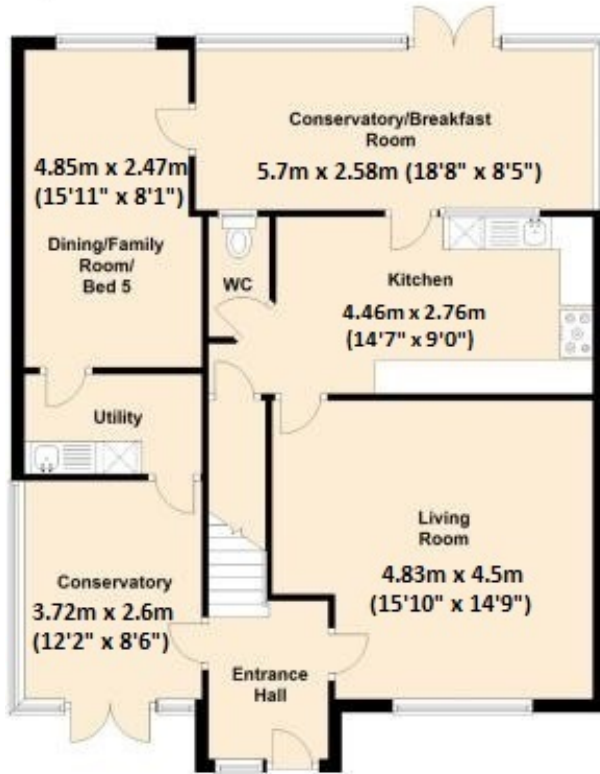 Conservatory/Breakfast
Room
5.7m x 2.58m (18'8" x 8'5")
4.85m x 2.47m
(15'11" x 8'1")
Dining/Family
Room/
Bed 5
WC
Kitchen
4.46m x 2.76m
(14'7" x 9'0")
Utility
Living
Room
4.83m x 4.5m
(15'10" x 14'9")
Conservatory
3.72m x 2.6m
(12'2" x 8'6")
Entrance
Hall